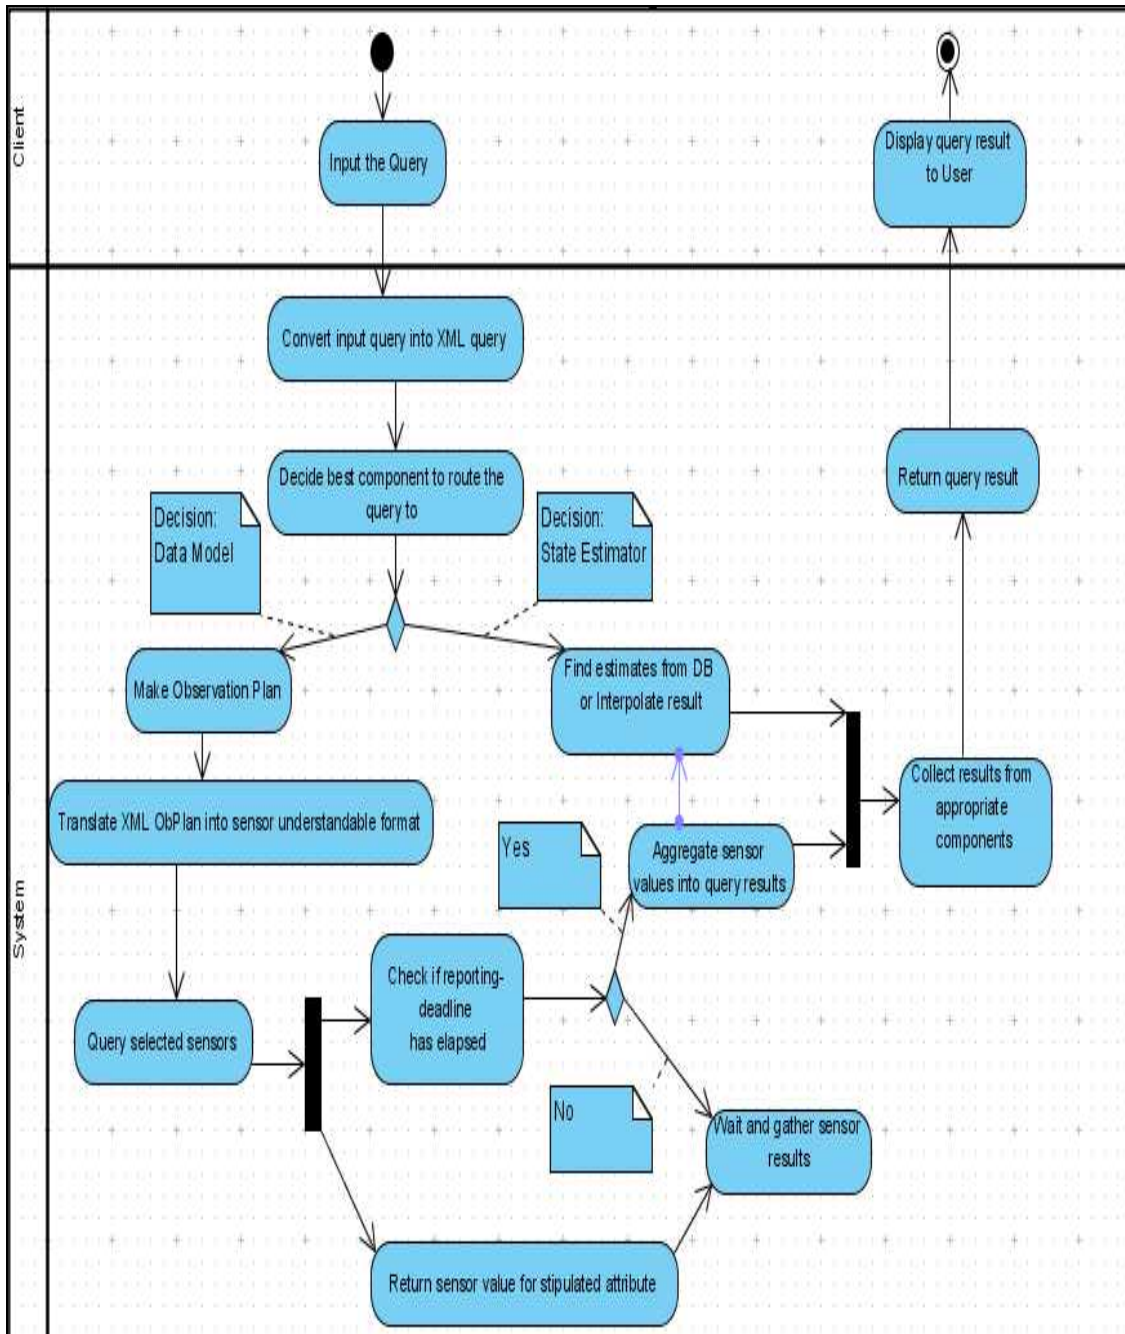 Client
Input the Query
Display query result
to User
System
Convert input query into XML query
Decide best component to route the
query to
Decision:
Data Model
Decision:
State Estimator
Return query result
Make Observation Plan
Find estimates from DB
or Interpolate result
Translate XML ObPlan into sensor understandable format
Collect results from
appropriate
components
Yes
Aggregate sensor
values into query results
Check if reporting-
deadline
has elapsed
Query selected sensors
No
Wait and gather sensor
results
Return sensor value for stipulated attribute